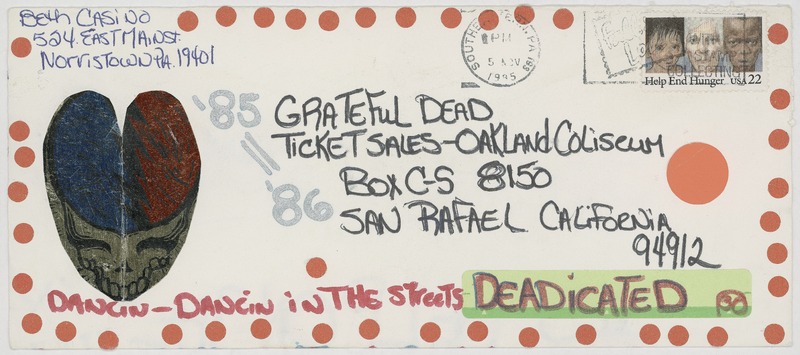 Beth Casino
524 East Main St.
Norristown Pa. 19401
SOUTHE
PM
5 NOV
1985
Help End Hunger USA 22
'85
'86
GRATEFUL DEAD
TICKET SALES-OAKLAND COLISEUM
BOX C-S 8150
SAN RAFAEL CALIFORNIA
94912
DANCIN-DANCIN iN THE StReetS
DEADiCATED